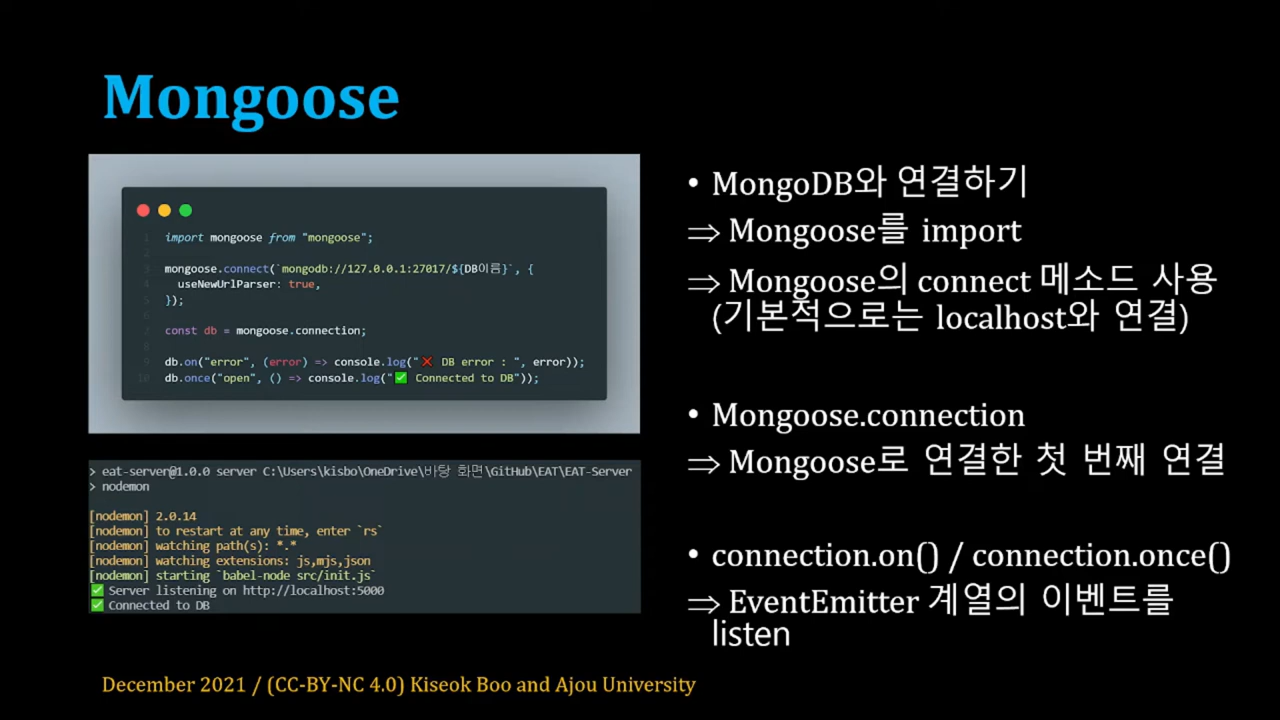 Mongoose
1 import mongoose from "mongoose";
2
3 mongoose.connect(`mongodb://127.0.0.1:27017/${DB이름}`, {
4 useNewUrlParser: true,
5 });
6
7 const db = mongoose.connection;
8
9 db.on("error", (error) => console.log("❌ DB error : ", error));
10 db.once("open", () => console.log("✅ Connected to DB"));
> eat-server@1.0.0 server C:\Users\kisbo\OneDrive\바탕 화면\GitHub\EAT\EAT-Server
> nodemon
[nodemon] 2.0.14
[nodemon] to restart at any time, enter `rs`
[nodemon] watching path(s): *.*
[nodemon] watching extensions: js,mjs,json
[nodemon] starting `babel-node src/init.js`
✅ Server listening on http://localhost:5000
✅ Connected to DB
• MongoDB와 연결하기
⇒ Mongoose를 import
⇒ Mongoose의 connect 메소드 사용
(기본적으로는 localhost와 연결)
• Mongoose.connection
⇒ Mongoose로 연결한 첫 번째 연결
• connection.on() / connection.once()
⇒ EventEmitter 계열의 이벤트를
listen
December 2021 / (CC-BY-NC 4.0) Kiseok Boo and Ajou University